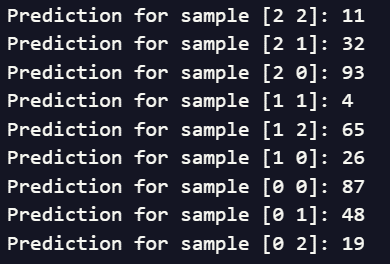 Prediction for sample [2 2]: 11
Prediction for sample [2 1]: 32
Prediction for sample [2 0]: 93
Prediction for sample [1 1]: 4
Prediction for sample [1 2]: 65
Prediction for sample [1 0]: 26
Prediction for sample [0 0]: 87
Prediction for sample [0 1]: 48
Prediction for sample [0 2]: 19